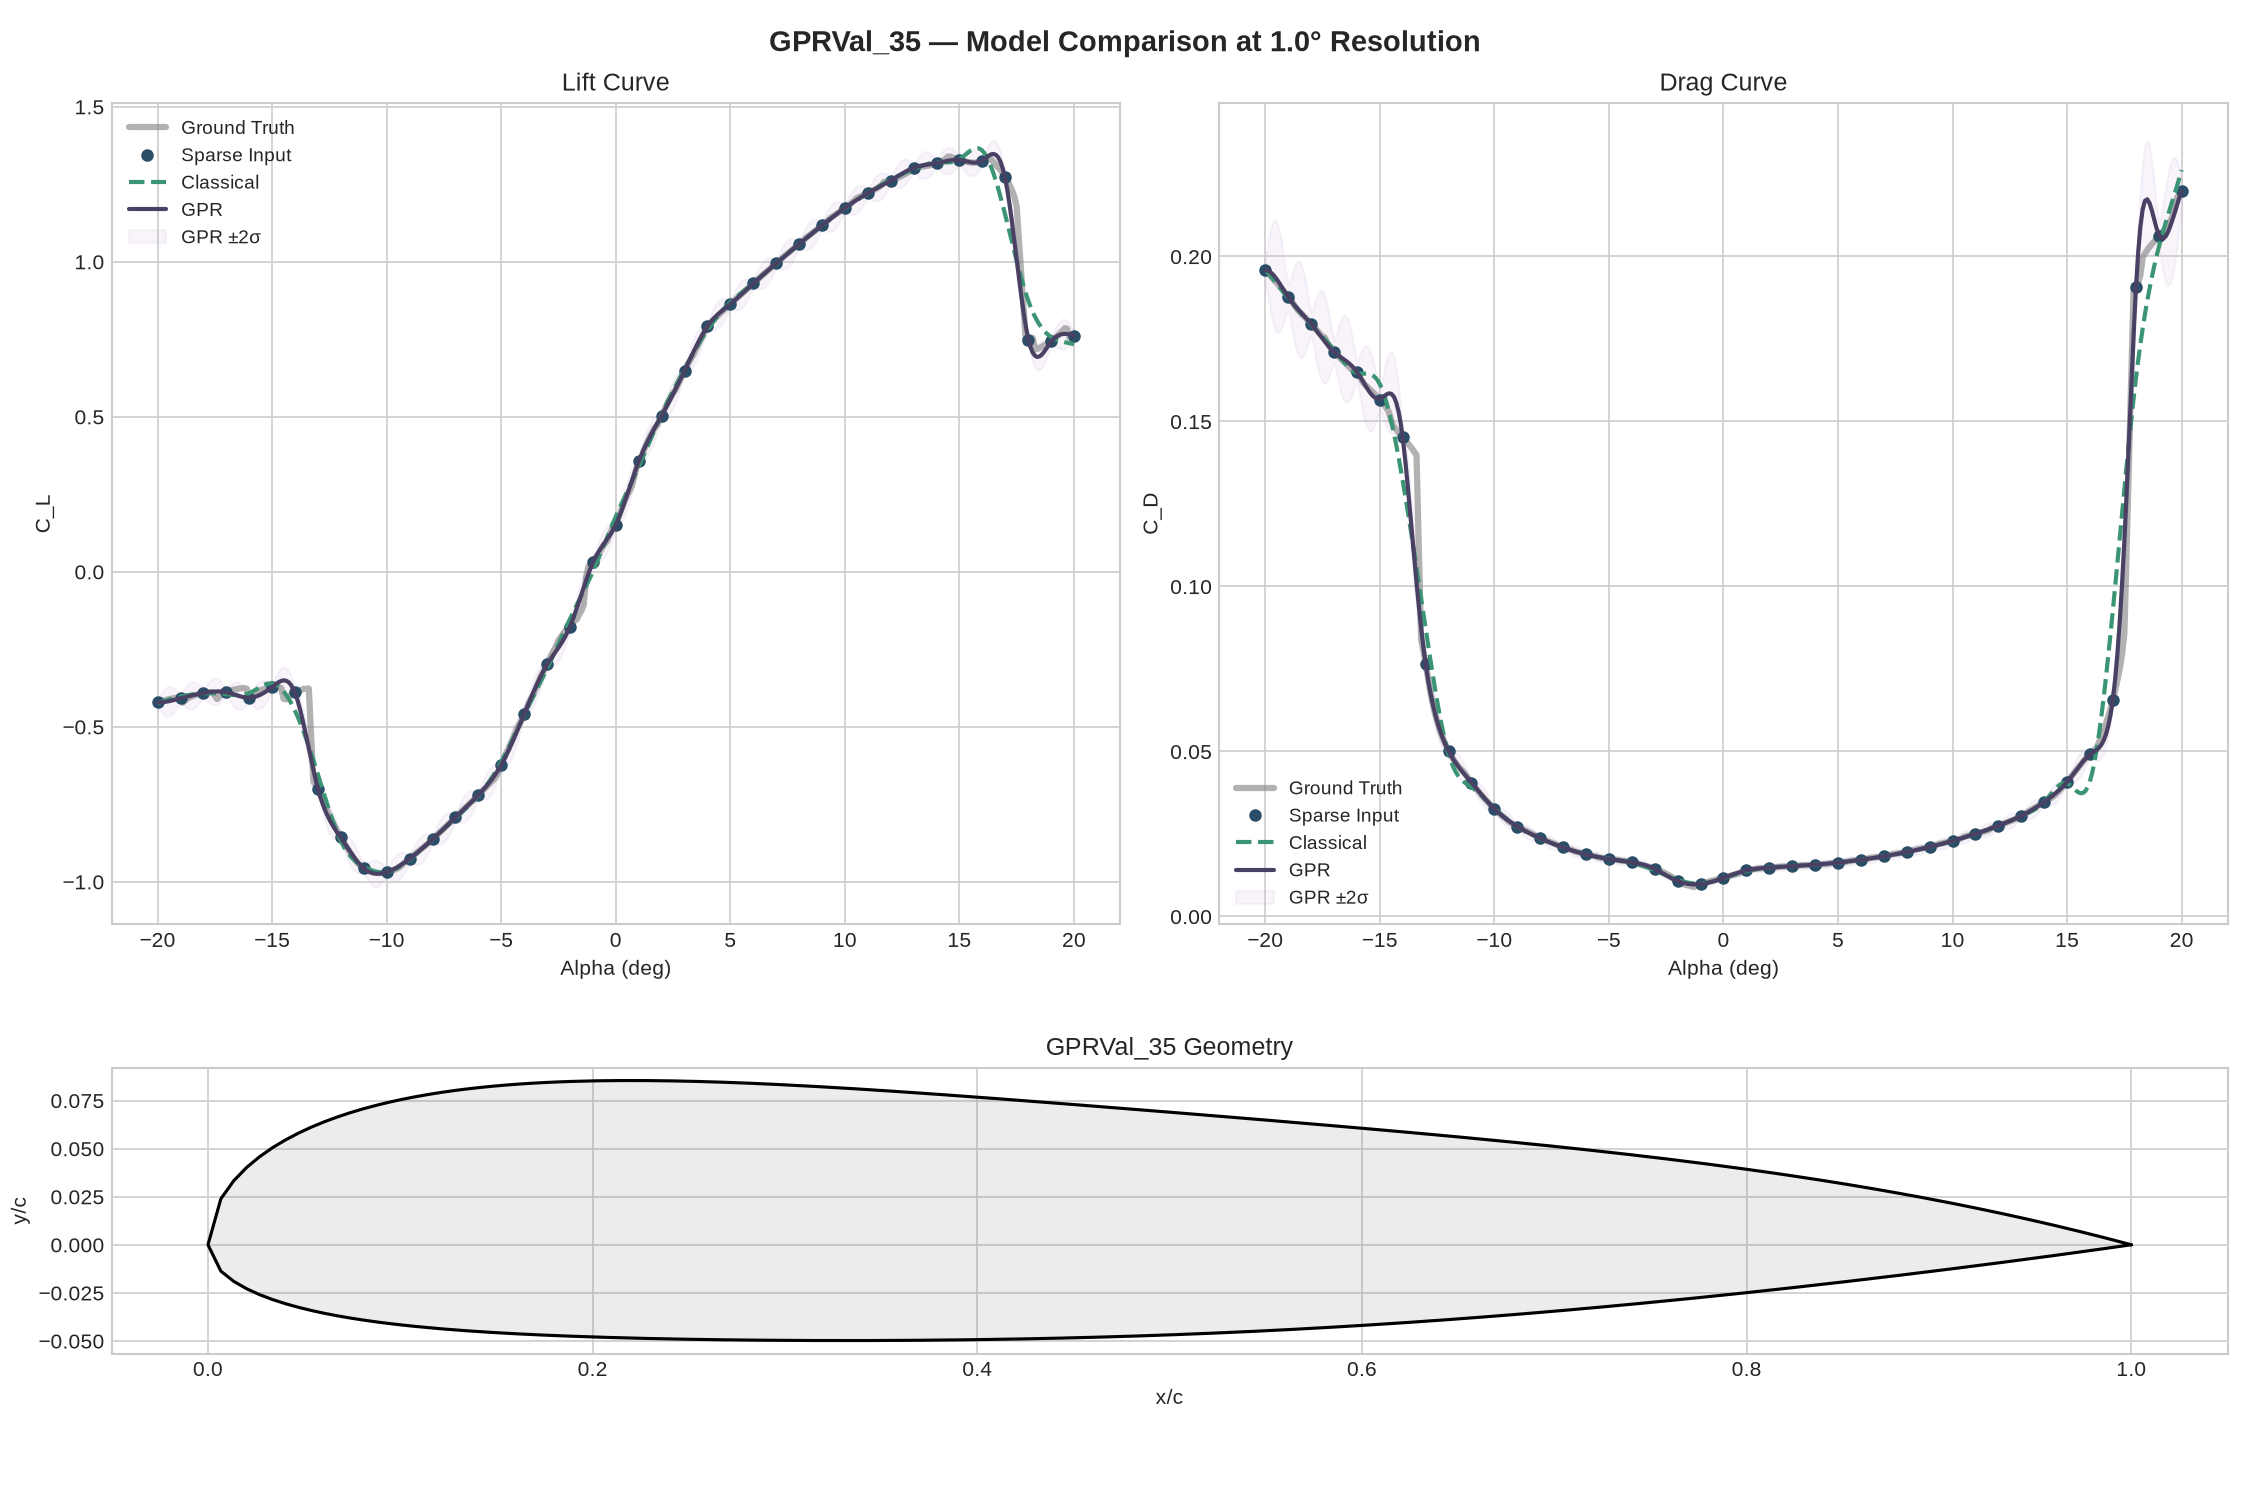 GPRVal_35 — Model Comparison at 1.0° Resolution
Lift Curve
C_L
1.5
1.0
0.5
0.0
−0.5
−1.0
Ground Truth
Sparse Input
Classical
GPR
GPR ±2σ
−20 −15 −10 −5 0 5 10 15 20
Alpha (deg)
Drag Curve
C_D
0.20
0.15
0.10
0.05
0.00
Ground Truth
Sparse Input
Classical
GPR
GPR ±2σ
−20 −15 −10 −5 0 5 10 15 20
Alpha (deg)
GPRVal_35 Geometry
y/c
0.075
0.050
0.025
0.000
−0.025
−0.050
0.0 0.2 0.4 0.6 0.8 1.0
x/c